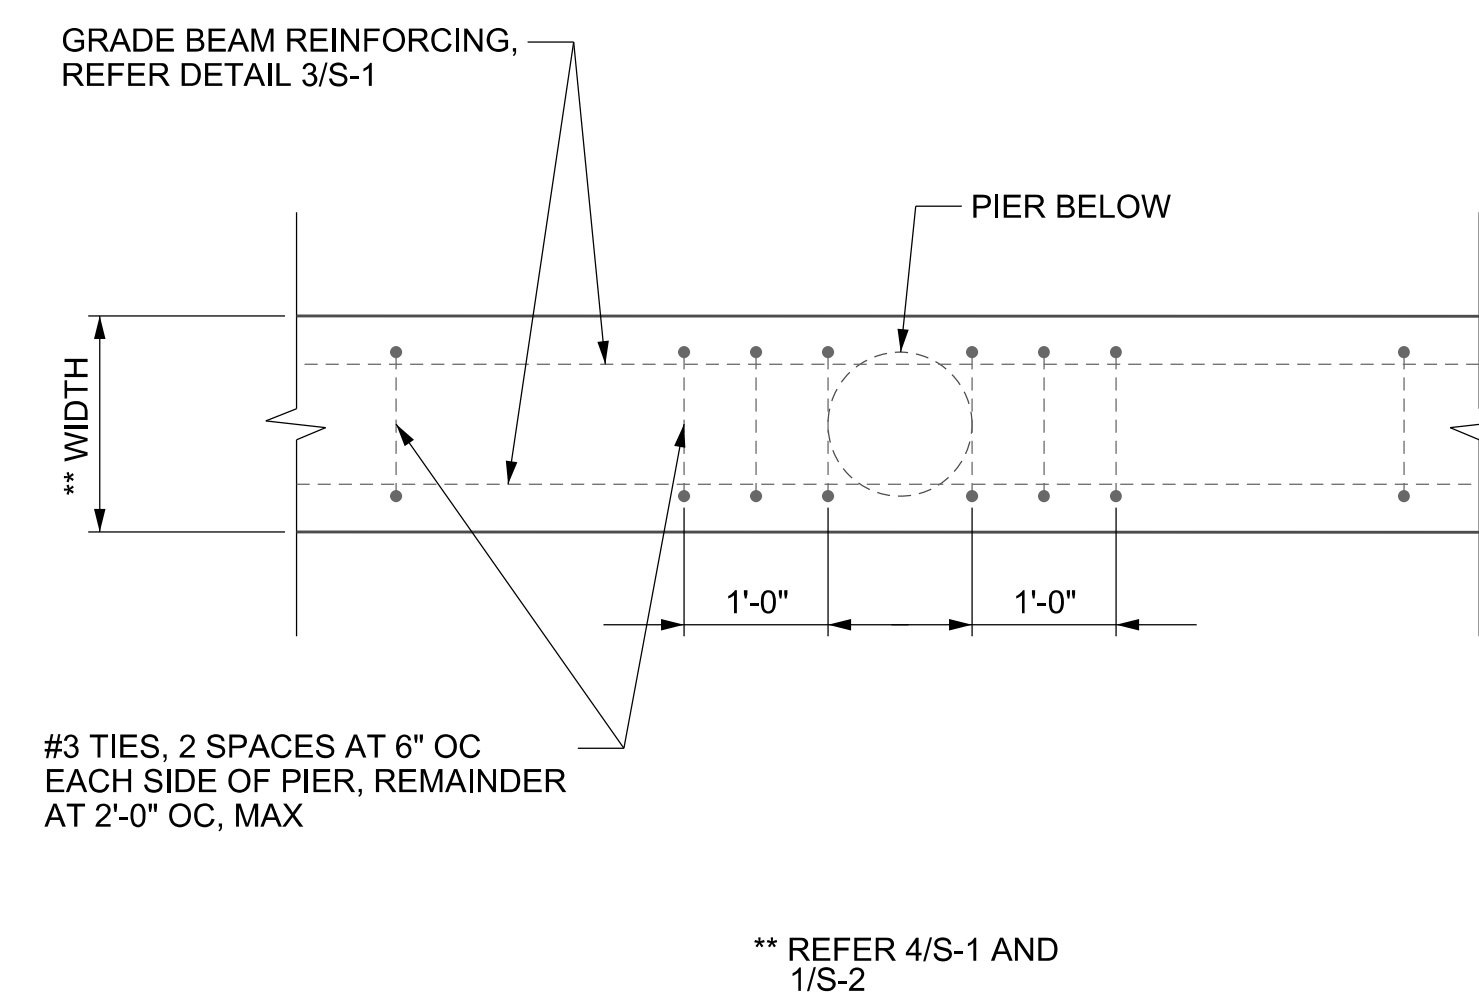 GRADE BEAM REINFORCING,
REFER DETAIL 3/S-1
PIER BELOW
** WIDTH
1'-0"
1'-0"
#3 TIES, 2 SPACES AT 6" OC
EACH SIDE OF PIER, REMAINDER
AT 2'-0" OC, MAX
** REFER 4/S-1 AND
1/S-2